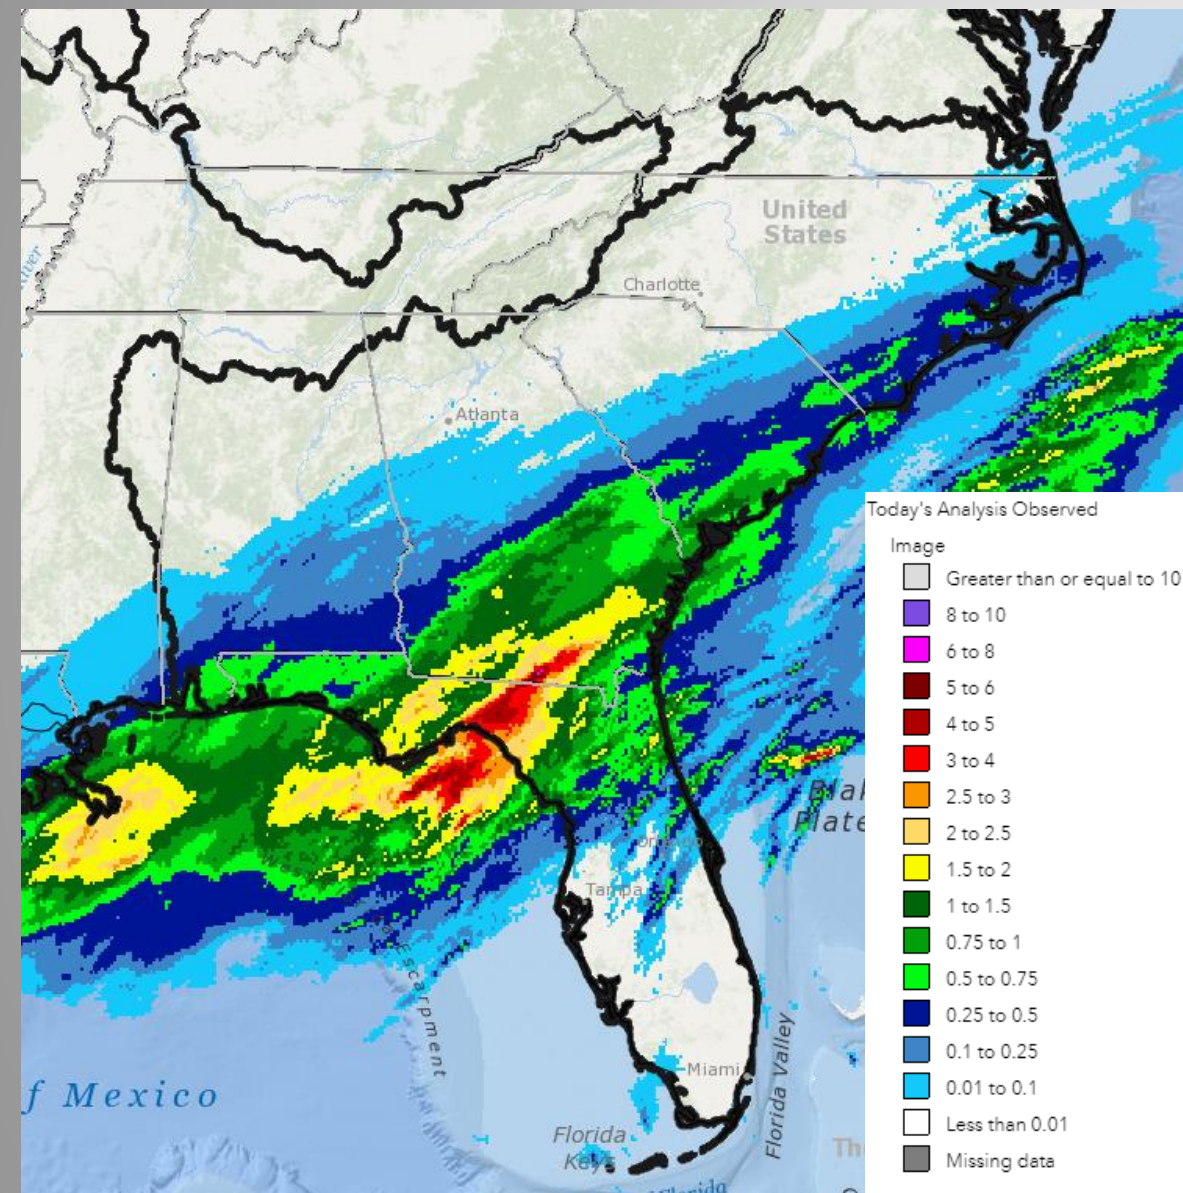 United
States
Charlotte
iver
Atlanta
Tampa
Escarpment
f Mexico
Miami
Florida Valley
Florida
Keys
Florida
Today's Analysis Observed
Image
Greater than or equal to 10
8 to 10
6 to 8
5 to 6
4 to 5
3 to 4
2.5 to 3
2 to 2.5
1.5 to 2
1 to 1.5
0.75 to 1
0.5 to 0.75
0.25 to 0.5
0.1 to 0.25
0.01 to 0.1
Less than 0.01
Missing data